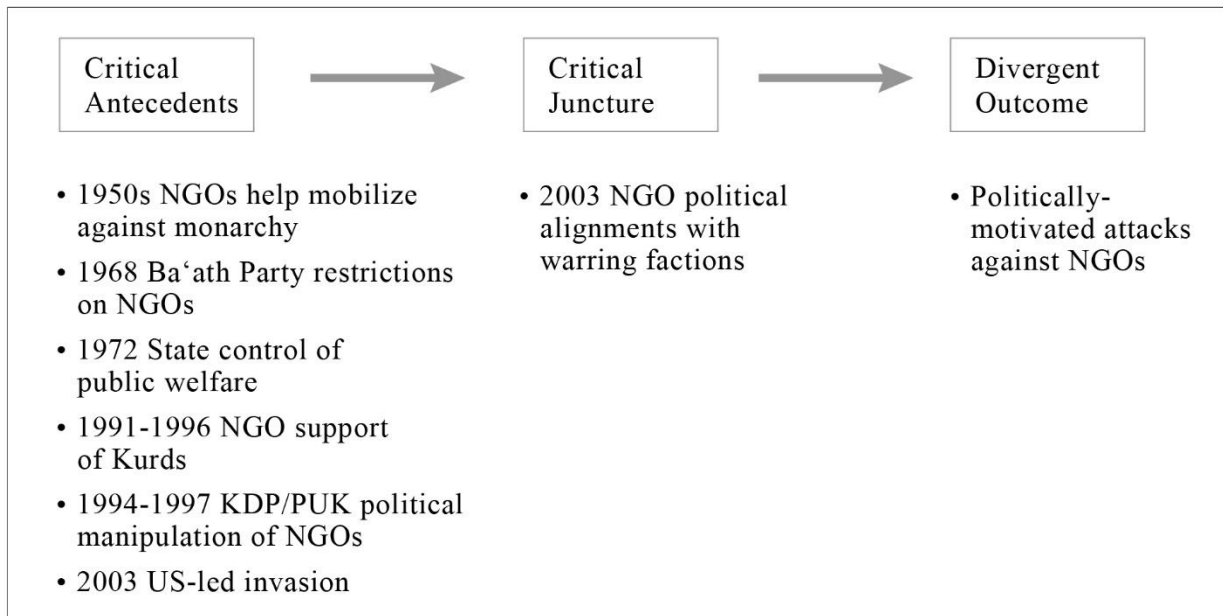 Critical
Antecedents
Critical
Juncture
Divergent
Outcome
• 1950s NGOs help mobilize
against monarchy
• 1968 Ba‘ath Party restrictions
on NGOs
• 1972 State control of
public welfare
• 1991-1996 NGO support
of Kurds
• 1994-1997 KDP/PUK political
manipulation of NGOs
• 2003 US-led invasion
• 2003 NGO political
alignments with
warring factions
• Politically-
motivated attacks
against NGOs